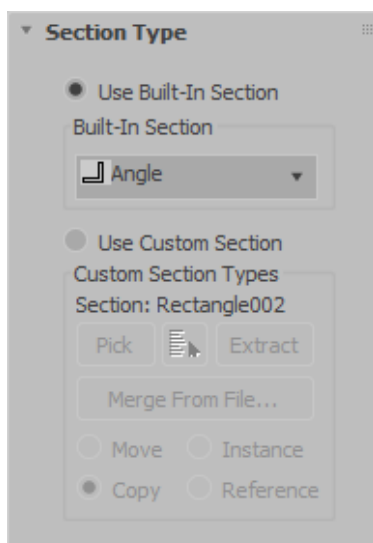 Section Type
Use Built-In Section
Built-In Section
Angle
Use Custom Section
Custom Section Types
Section: Rectangle002
Pick Extract
Merge From File...
Move Instance
Copy Reference